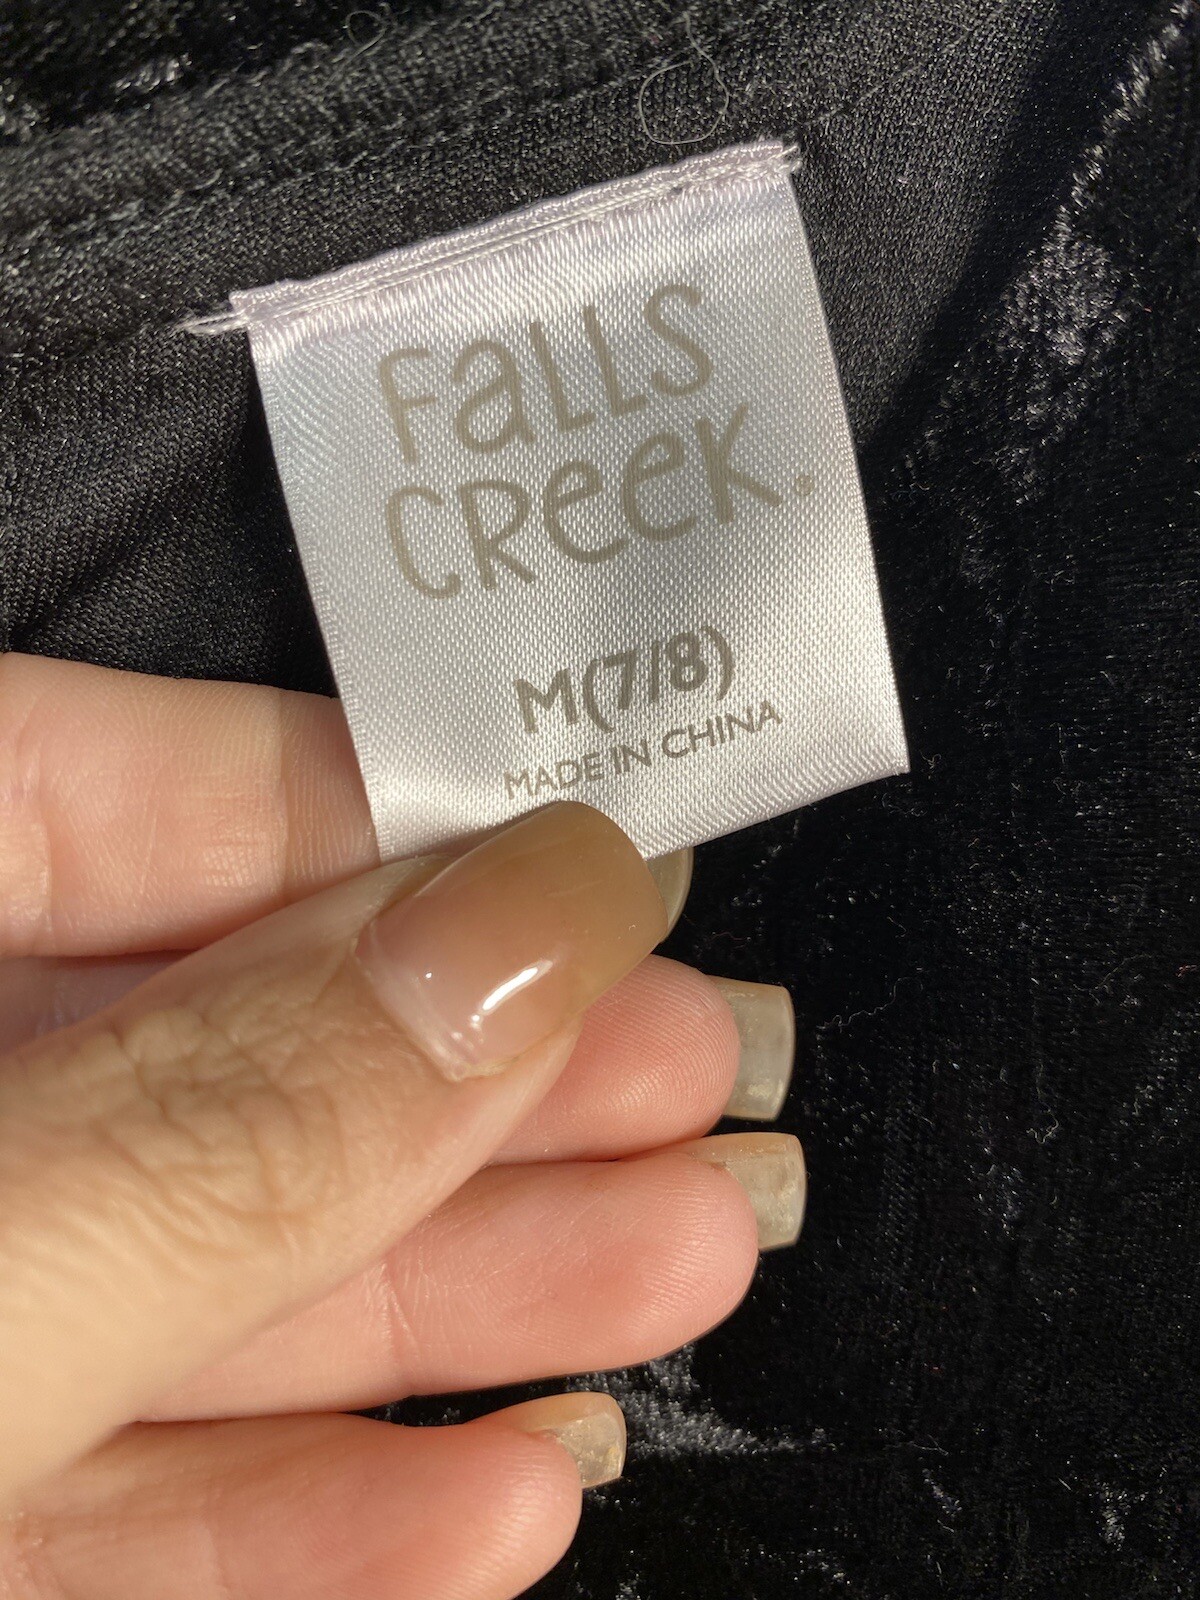 FaLLS
CReeK.
M(7/8)
MADE IN CHINA